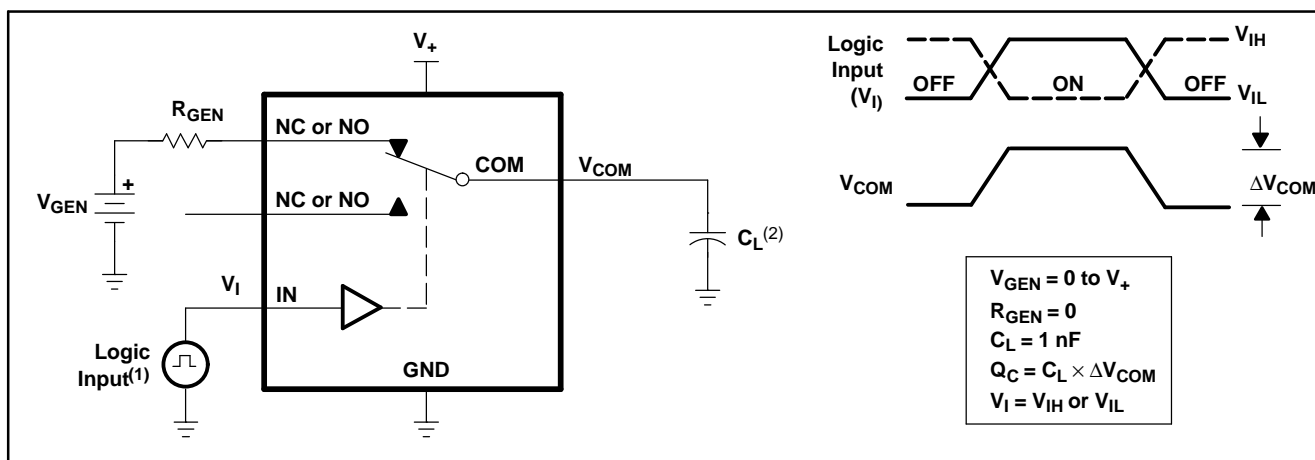 V+
RGEN
NC or NO
COM
VCOM
VGEN
+
NC or NO
CL(2)
VI
IN
Logic
Input(1)
GND
Logic
Input
(VI)
VIH
OFF
ON
OFF
VIL
VCOM
ΔVCOM
VGEN = 0 to V+
RGEN = 0
CL = 1 nF
QC = CL × ΔVCOM
VI = VIH or VIL